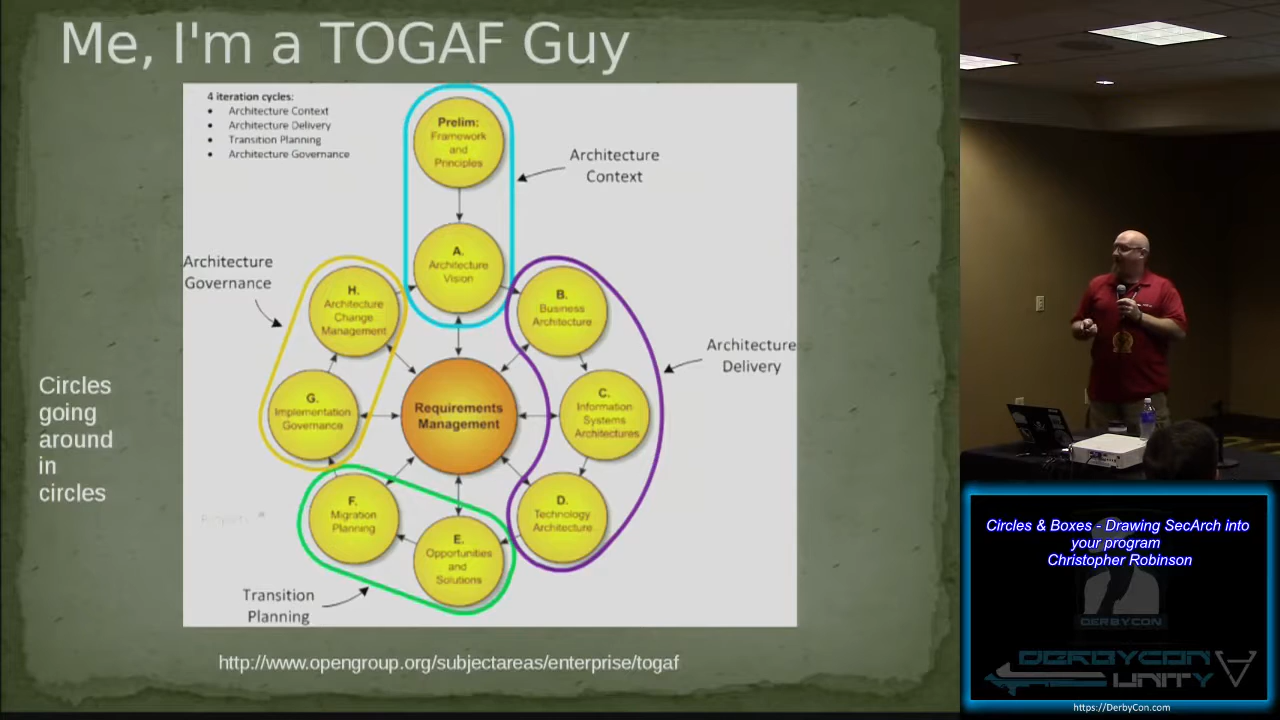 Me, I'm a TOGAF Guy
4 iteration cycles:
• Architecture Context
• Architecture Delivery
• Transition Planning
• Architecture Governance
Prelim:
Framework
and
Principles
Architecture
Context
A.
Architecture
Vision
Architecture
Governance
H.
Architecture
Change
Management
B.
Business
Architecture
Architecture
Delivery
Circles
going
around
in
circles
G.
Implementation
Governance
Requirements
Management
C.
Information
Systems
Architectures
F.
Migration
Planning
D.
Technology
Architecture
E.
Opportunities
and
Solutions
Transition
Planning
http://www.opengroup.org/subjectareas/enterprise/togaf
Circles & Boxes - Drawing SecArch into
your program
Christopher Robinson
DERBYCON
DERBYCON
UNITY
https://DerbyCon.com